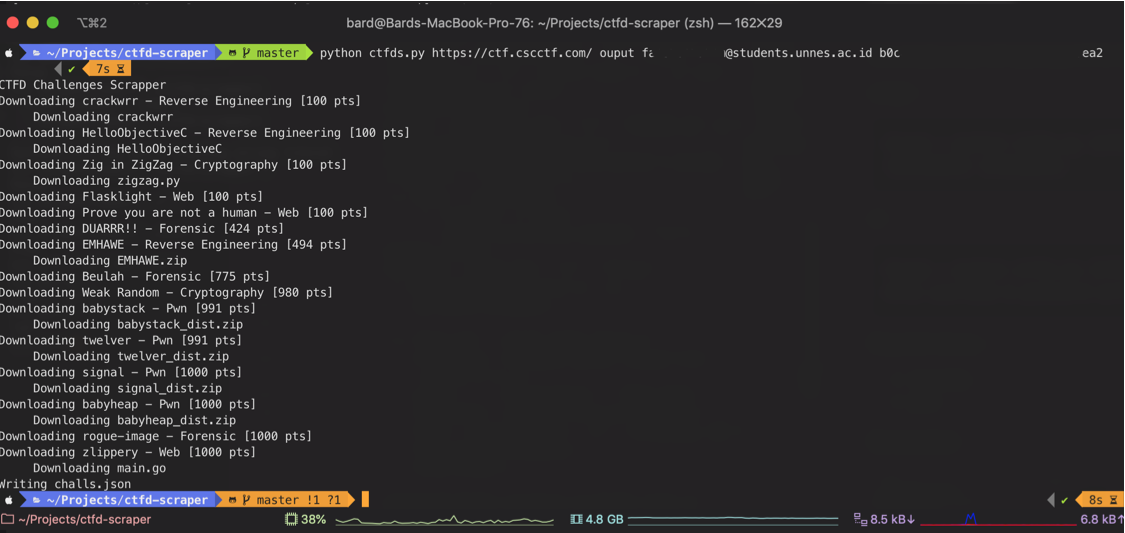 ⌥⌘2 bard@Bards-MacBook-Pro-76: ~/Projects/ctfd-scraper (zsh) — 162×29
~/Projects/ctfd-scraper master python ctfds.py https://ctf.cscctf.com/ ouput fa @students.unnes.ac.id b0c ea2
✔ 7s
CTFD Challenges Scrapper
Downloading crackwrr – Reverse Engineering [100 pts]
Downloading crackwrr
Downloading HelloObjectiveC – Reverse Engineering [100 pts]
Downloading HelloObjectiveC
Downloading Zig in ZigZag – Cryptography [100 pts]
Downloading zigzag.py
Downloading Flasklight – Web [100 pts]
Downloading Prove you are not a human – Web [100 pts]
Downloading DUARRR!! – Forensic [424 pts]
Downloading EMHAWE – Reverse Engineering [494 pts]
Downloading EMHAWE.zip
Downloading Beulah – Forensic [775 pts]
Downloading Weak Random – Cryptography [980 pts]
Downloading babystack – Pwn [991 pts]
Downloading babystack_dist.zip
Downloading twelver – Pwn [991 pts]
Downloading twelver_dist.zip
Downloading signal – Pwn [1000 pts]
Downloading signal_dist.zip
Downloading babyheap – Pwn [1000 pts]
Downloading babyheap_dist.zip
Downloading rogue-image – Forensic [1000 pts]
Downloading zlippery – Web [1000 pts]
Downloading main.go
Writing challs.json
~/Projects/ctfd-scraper master !1 ?1 ✔ 8s
~/Projects/ctfd-scraper 38% 4.8 GB 8.5 kB↓ 6.8 kB↑